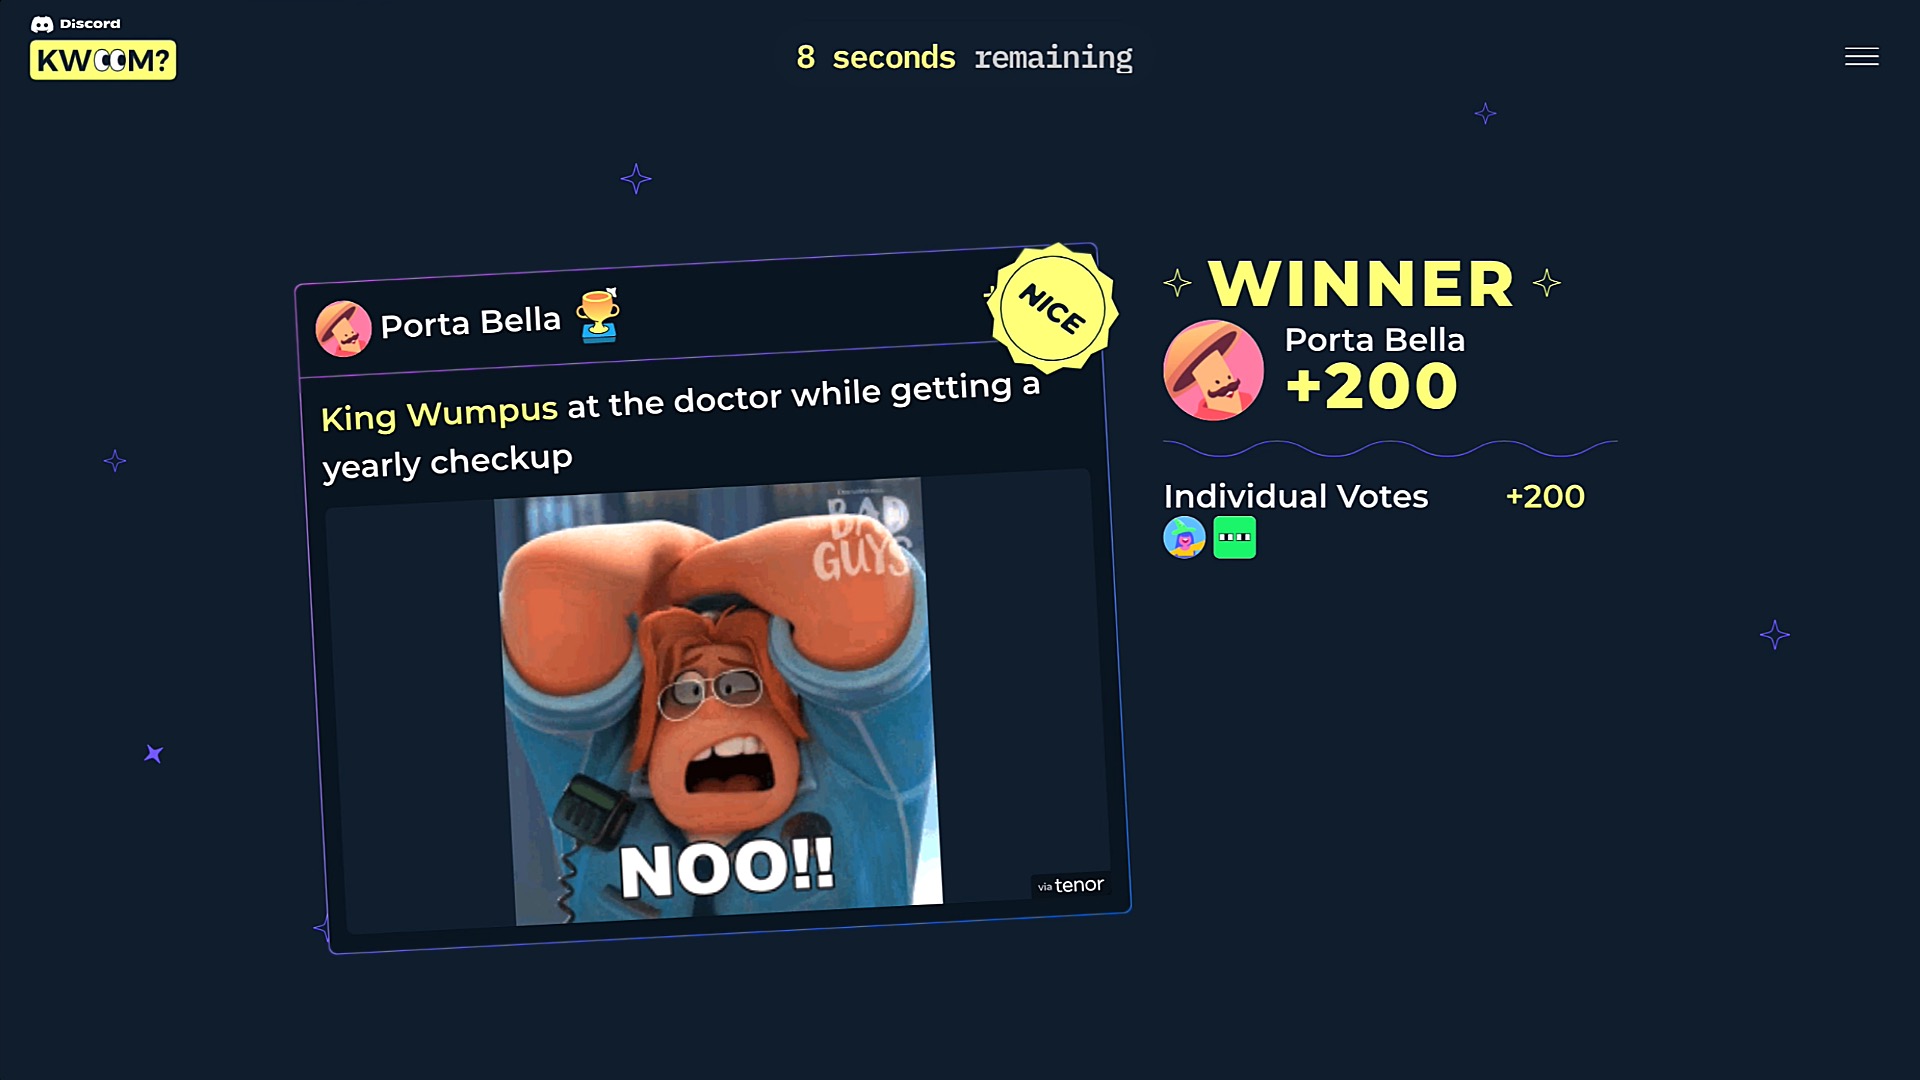 Discord
KWOOM?
8 seconds remaining
Porta Bella
NICE
King Wumpus at the doctor while getting a
yearly checkup
BAD
GUYS
NOO!!
via tenor
WINNER
Porta Bella
+200
Individual Votes +200